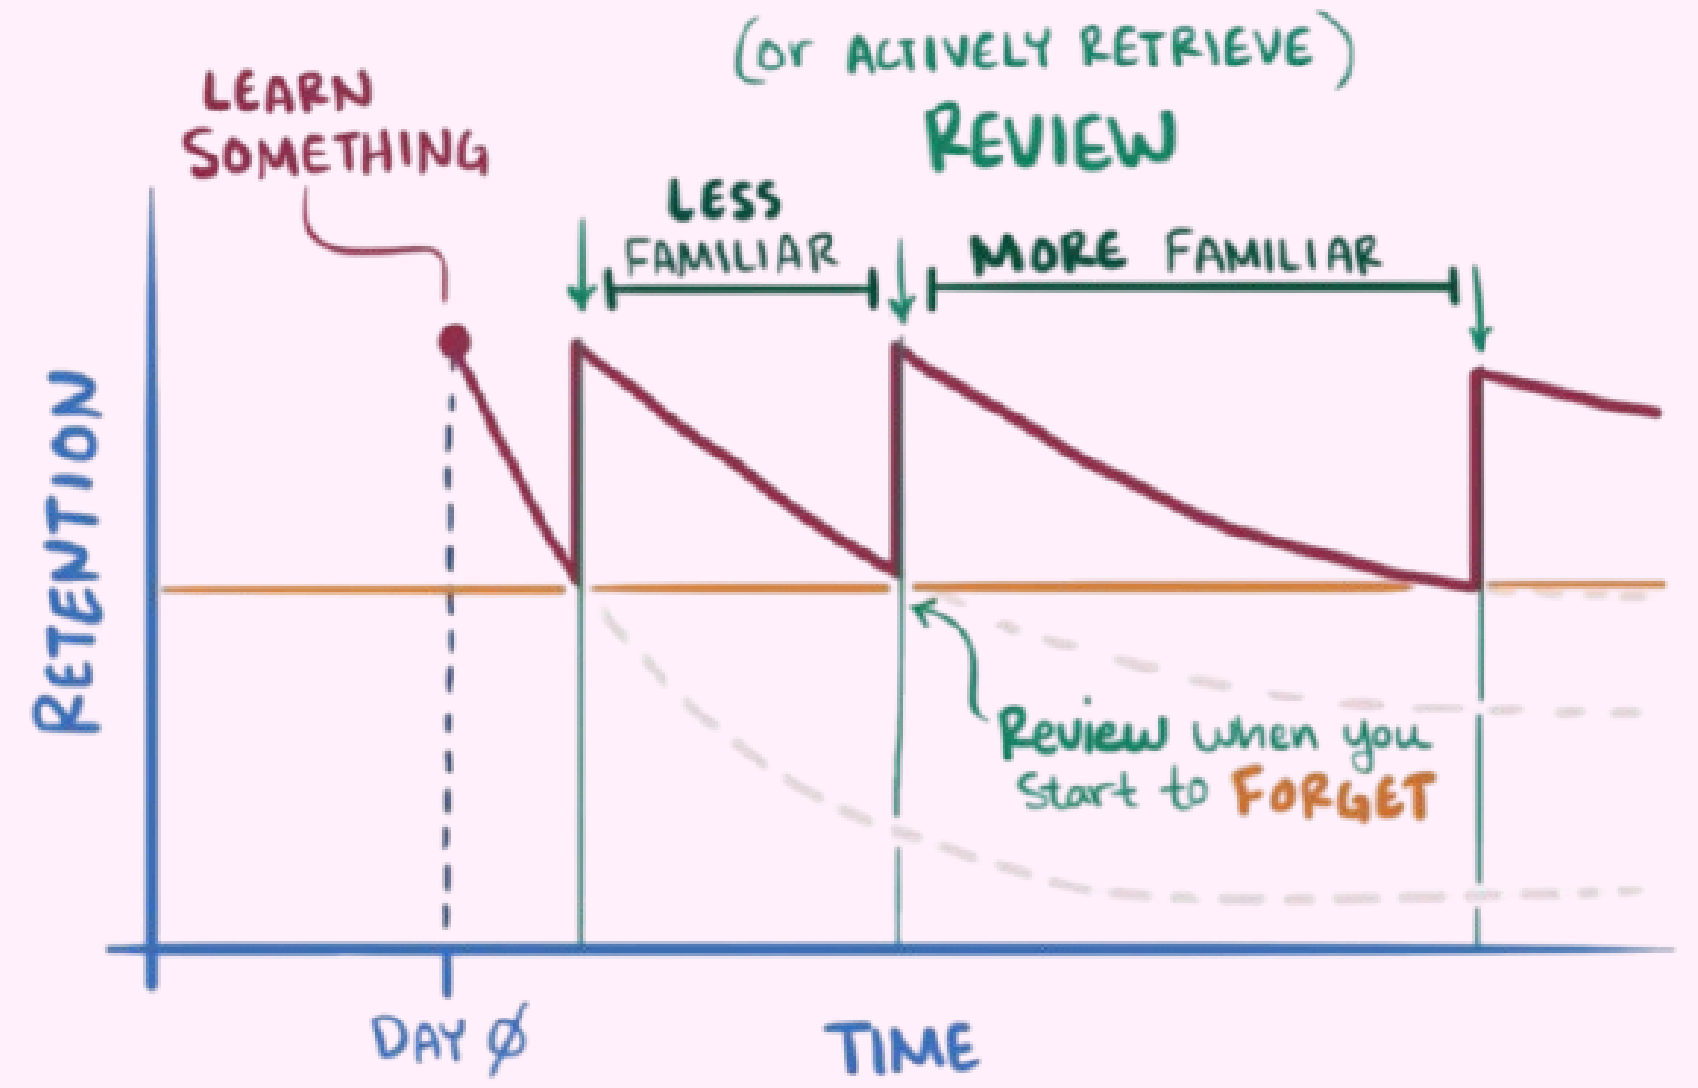 (or ACTIVELY RETRIEVE)
REVIEW
LEARN
SOMETHING
LESS
FAMILIAR
MORE FAMILIAR
RETENTION
Review when you
start to FORGET
DAY Ø
TIME